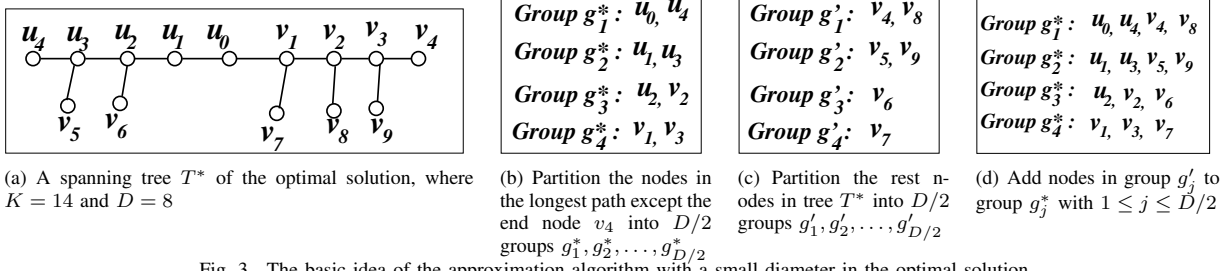 u4 u3 u2 u1 u0 v1 v2 v3 v4
v5 v6 v7 v8 v9
(a) A spanning tree T* of the optimal solution, where
K = 14 and D = 8
Group g*1: u0, u4
Group g*2: u1, u3
Group g*3: u2, v2
Group g*4: v1, v3
(b) Partition the nodes in
the longest path except the
end node v4 into D/2
groups g*1, g*2, . . . , g*D/2
Group g'1: v4, v8
Group g'2: v5, v9
Group g'3: v6
Group g'4: v7
(c) Partition the rest n-
odes in tree T* into D/2
groups g′1, g′2, . . . , g′D/2
Group g*1: u0, u4, v4, v8
Group g*2: u1, u3, v5, v9
Group g*3: u2, v2, v6
Group g*4: v1, v3, v7
(d) Add nodes in group g′j to
group g*j with 1 ≤ j ≤ D/2
Fig. 3. The basic idea of the approximation algorithm with a small diameter in the optimal solution